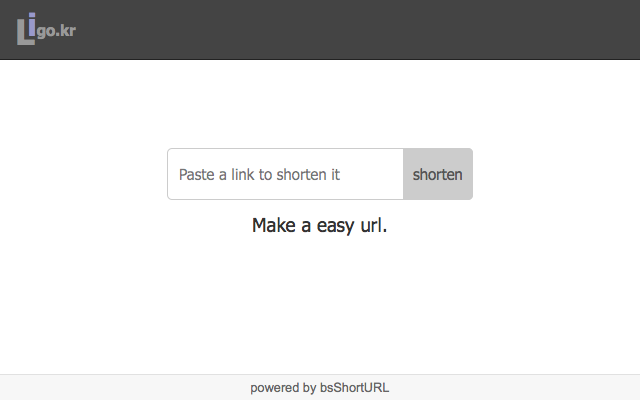 Ligo.kr
Paste a link to shorten it
shorten
Make a easy url.
powered by bsShortURL